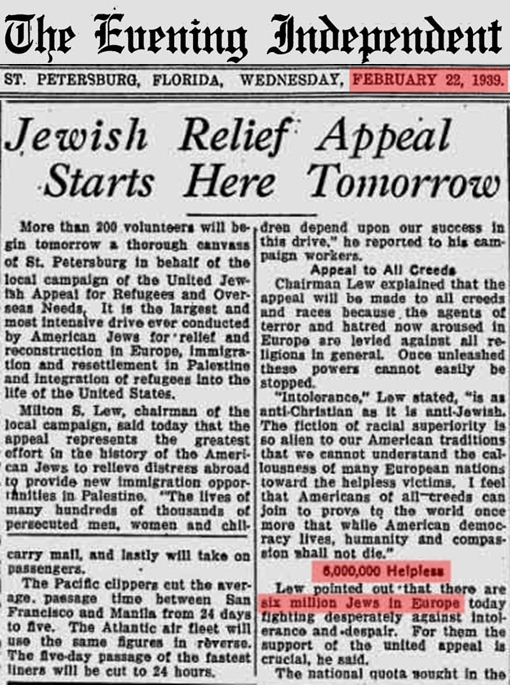 The Evening Independent
ST. PETERSBURG, FLORIDA, WEDNESDAY, FEBRUARY 22, 1939.
Jewish Relief Appeal
Starts Here Tomorrow
More than 200 volunteers will be-
gin tomorrow a thorough canvass
of St. Petersburg in behalf of the
local campaign of the United Jew-
ish Appeal for Refugees and Over-
seas Needs. It is the largest and
most intensive drive ever conducted
by American Jews for relief and
reconstruction in Europe, immigra-
tion and resettlement in Palestine
and integration of refugees into the
life of the United States.
Milton S. Lew, chairman of the
local campaign, said today that the
appeal represents the greatest
effort in the history of the Ameri-
can Jews to relieve distress abroad
to provide new immigration oppor-
tunities in Palestine. "The lives of
many hundreds of thousands of
persecuted men, women and chil-
carry mail, and lastly will take on
passengers.
The Pacific clippers cut the aver-
age passage time between San
Francisco and Manila from 24 days
to five. The Atlantic air fleet will
use the same figures in reverse.
The five-day passage of the fastest
liners will be cut to 24 hours.
dren depend upon our success in
this drive," he reported to his cam-
paign workers.
Appeal to All Creeds
Chairman Lew explained that the
appeal will be made to all creeds
and races because the agents of
terror and hatred now aroused in
Europe are levied against all re-
ligions in general. Once unleashed
these powers cannot easily be
stopped.
"Intolerance," Lew stated, "is as
anti-Christian as it is anti-Jewish.
The fiction of racial superiority is
so alien to our American traditions
that we cannot understand the cal-
lousness of many European nations
toward the helpless victims. I feel
that Americans of all creeds can
join to prove to the world once
more that while American democ-
racy lives, humanity and compas-
sion shall not die."
6,000,000 Helpless
Lew pointed out that there are
six million Jews in Europe today
fighting desperately against intol-
erance and despair. For them the
support of the united appeal is
crucial, he said.
The national quota sought in the